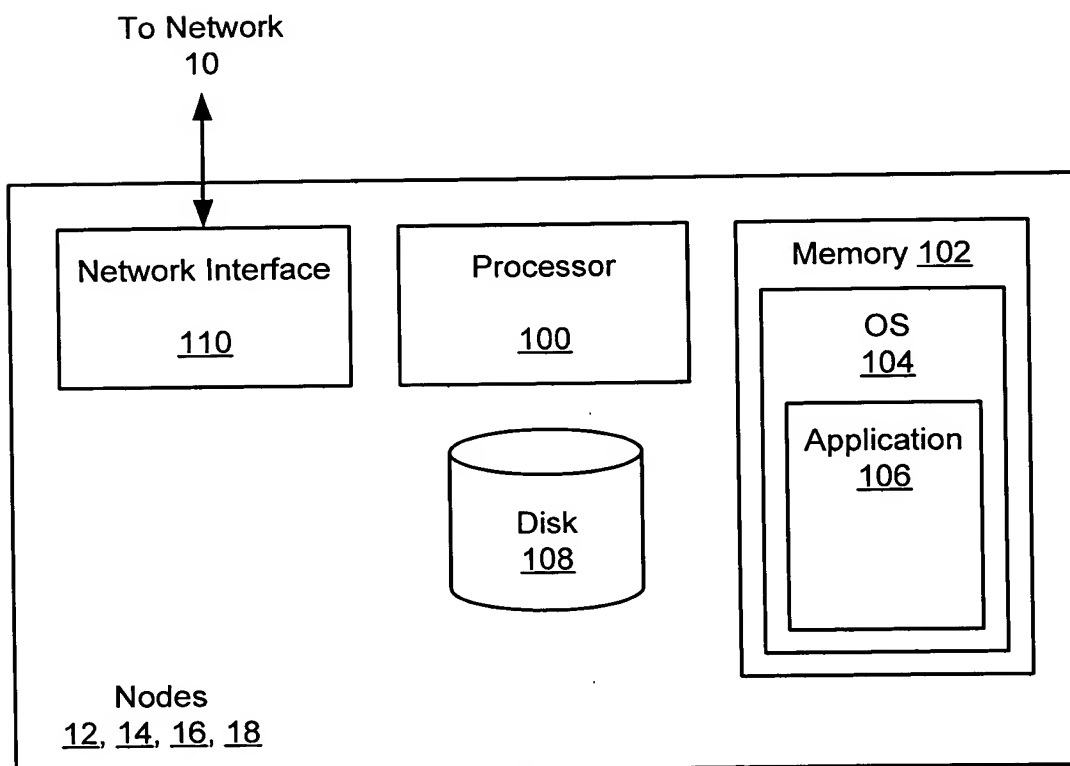 To Network
10
Network Interface
110
Processor
100
Memory 102
OS
104
Application
106
Disk
108
Nodes
12, 14, 16, 18